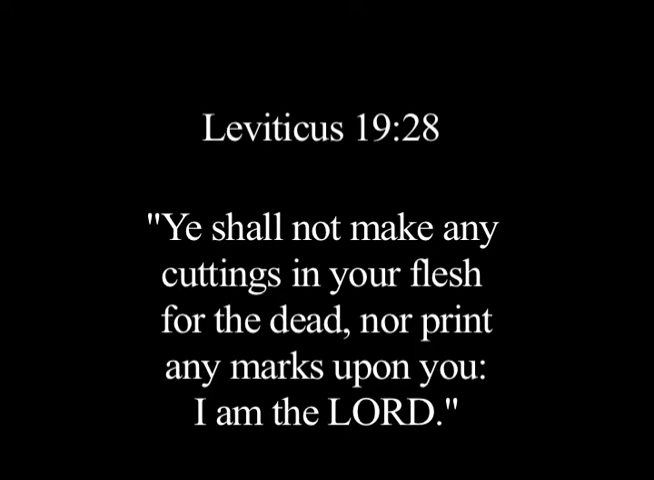 Leviticus 19:28
"Ye shall not make any
cuttings in your flesh
for the dead, nor print
any marks upon you:
I am the LORD."